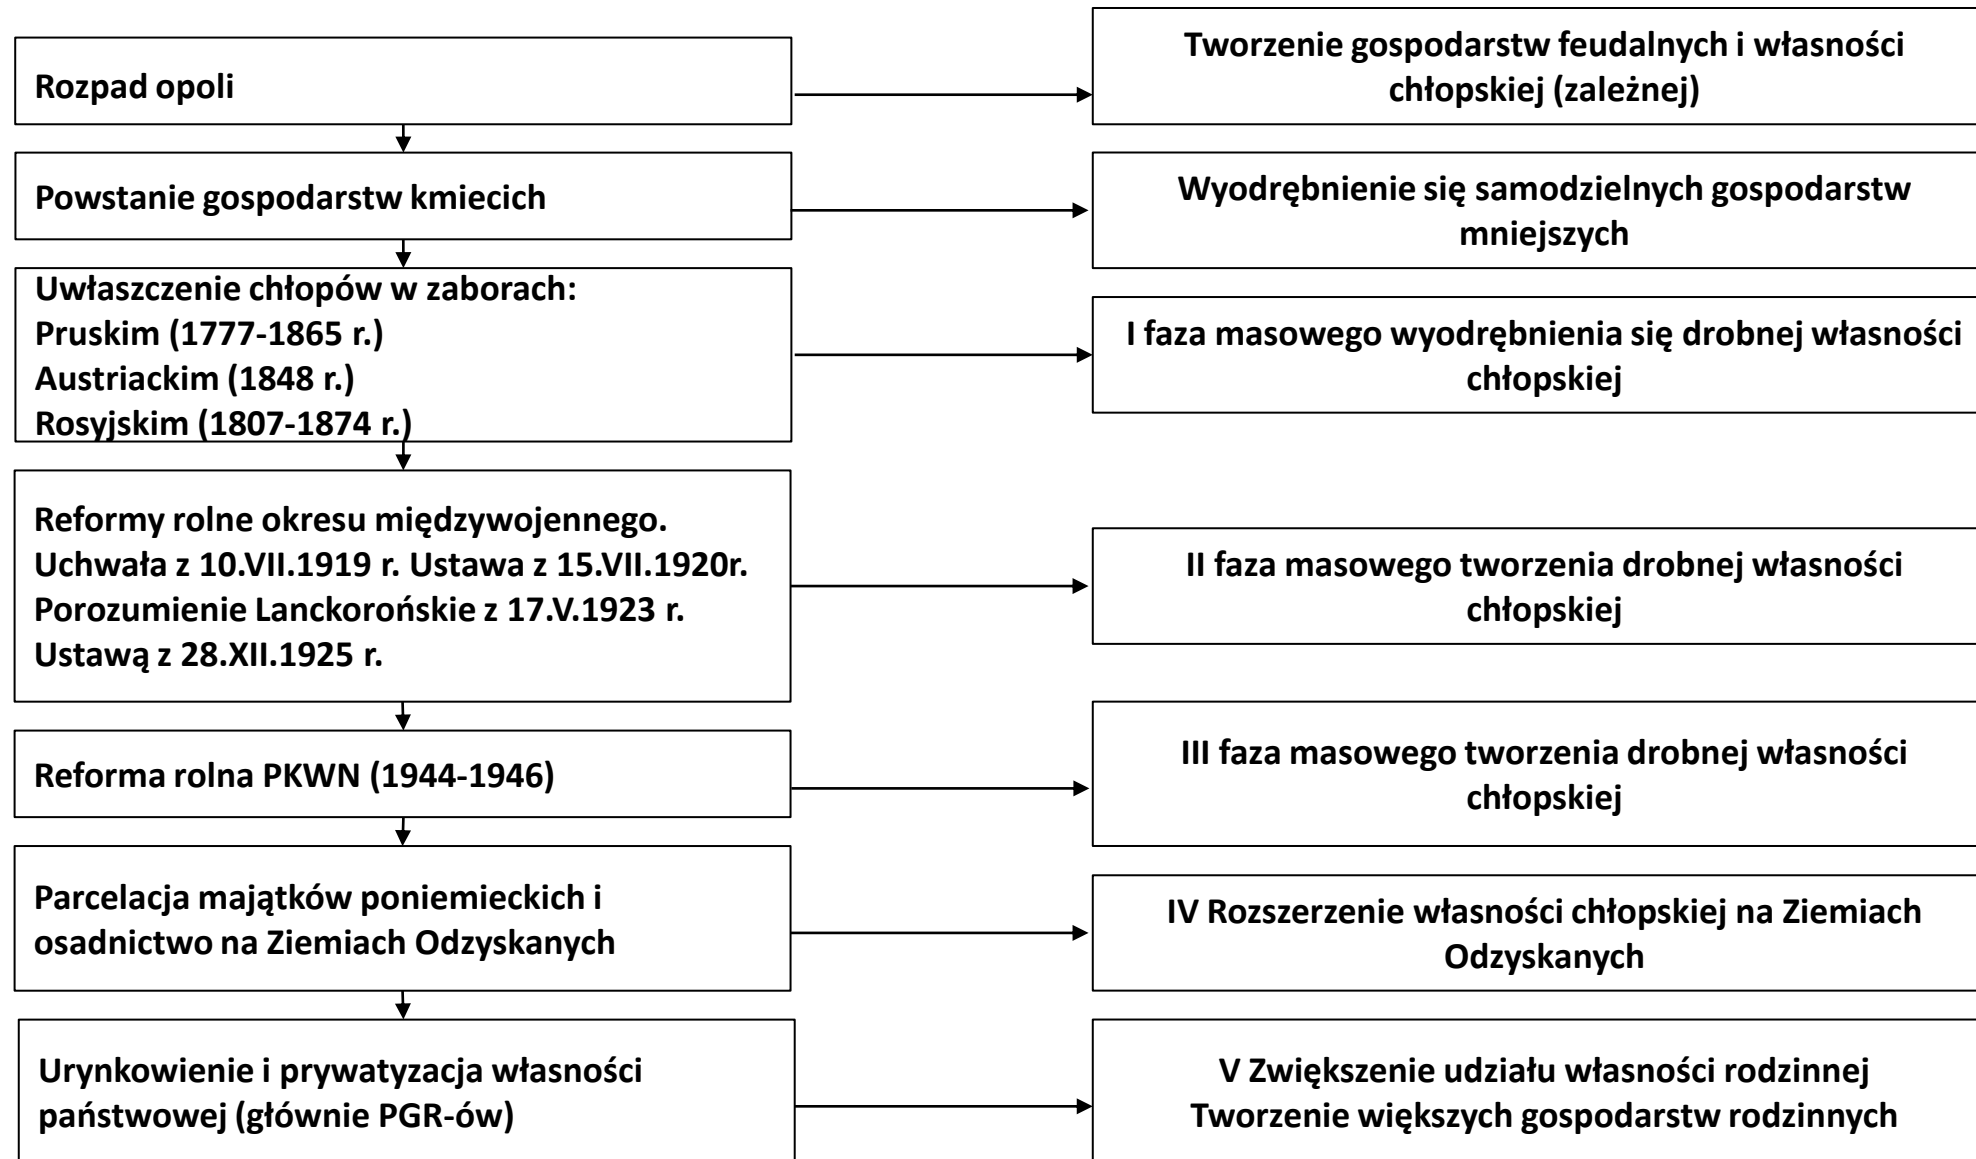 Rozpad opoli
Tworzenie gospodarstw feudalnych i własności
chłopskiej (zależnej)
Powstanie gospodarstw kmiecich
Wyodrębnienie się samodzielnych gospodarstw
mniejszych
Uwłaszczenie chłopów w zaborach:
Pruskim (1777-1865 r.)
Austriackim (1848 r.)
Rosyjskim (1807-1874 r.)
I faza masowego wyodrębnienia się drobnej własności
chłopskiej
Reformy rolne okresu międzywojennego.
Uchwała z 10.VII.1919 r. Ustawa z 15.VII.1920r.
Porozumienie Lanckorońskie z 17.V.1923 r.
Ustawą z 28.XII.1925 r.
II faza masowego tworzenia drobnej własności
chłopskiej
Reforma rolna PKWN (1944-1946)
III faza masowego tworzenia drobnej własności
chłopskiej
Parcelacja majątków poniemieckich i
osadnictwo na Ziemiach Odzyskanych
IV Rozszerzenie własności chłopskiej na Ziemiach
Odzyskanych
Urynkowienie i prywatyzacja własności
państwowej (głównie PGR-ów)
V Zwiększenie udziału własności rodzinnej
Tworzenie większych gospodarstw rodzinnych